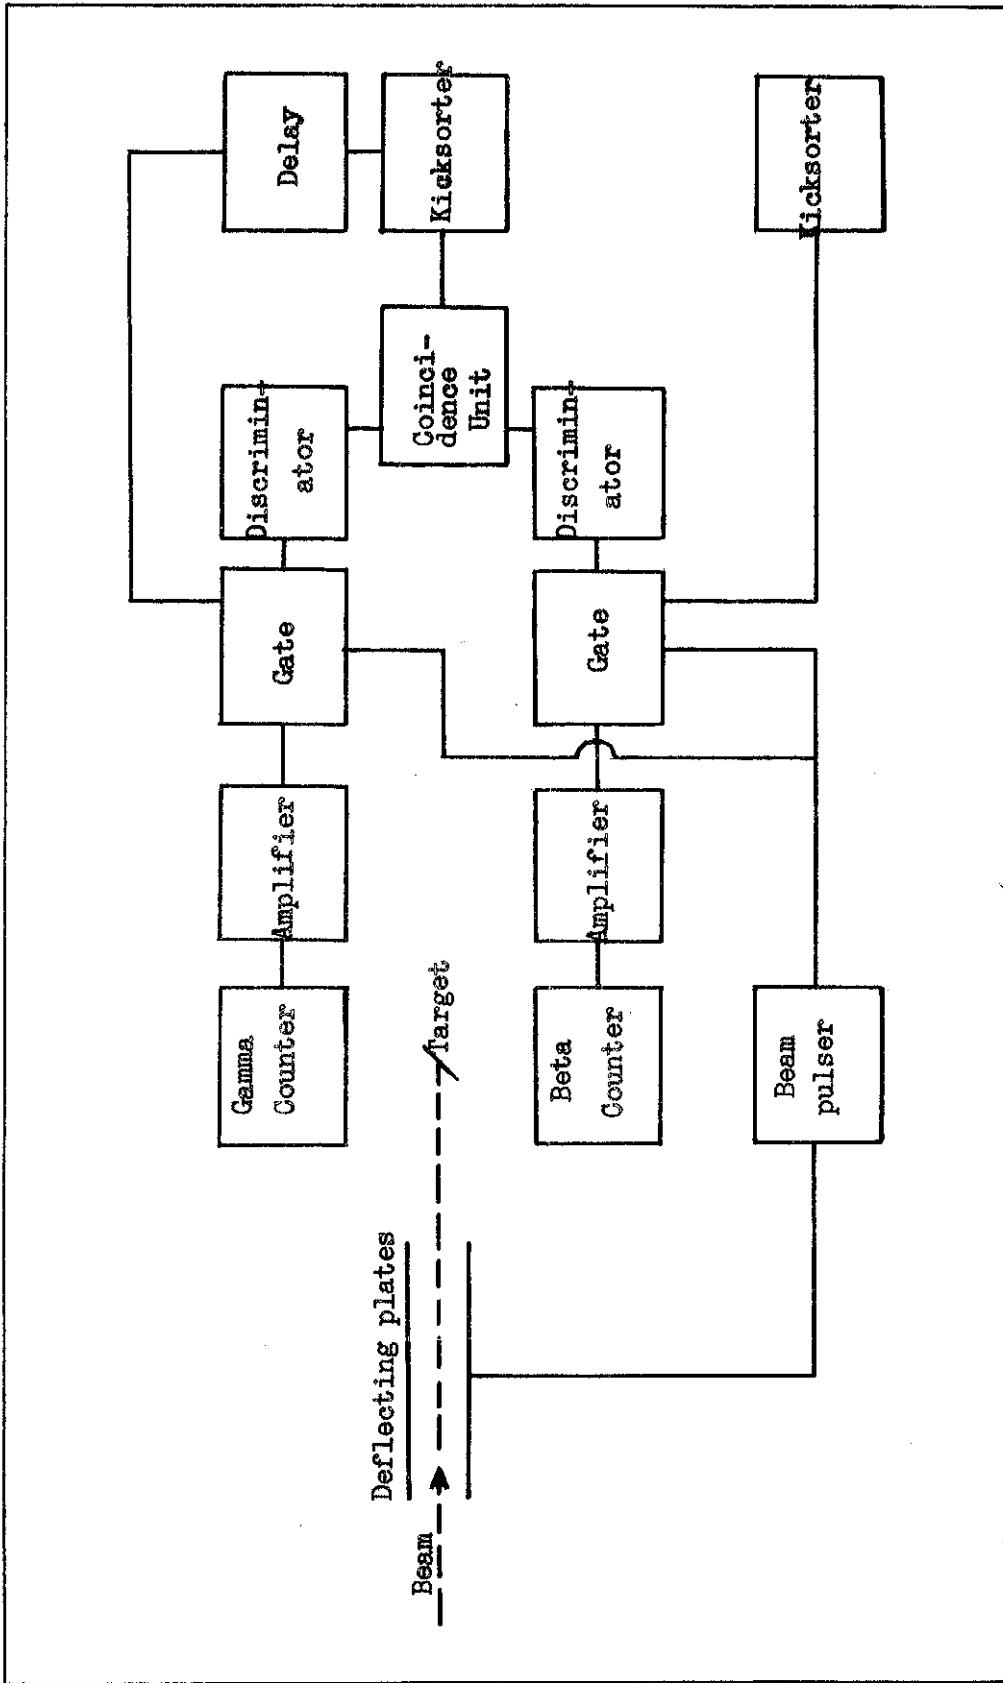 Beam
Deflecting plates
Target
Gamma
Counter
Amplifier
Gate
Discrimin-
ator
Delay
Kicksorter
Coinci-
dence
Unit
Beta
Counter
Amplifier
Gate
Discrimin-
ator
Beam
pulser
Kicksorter